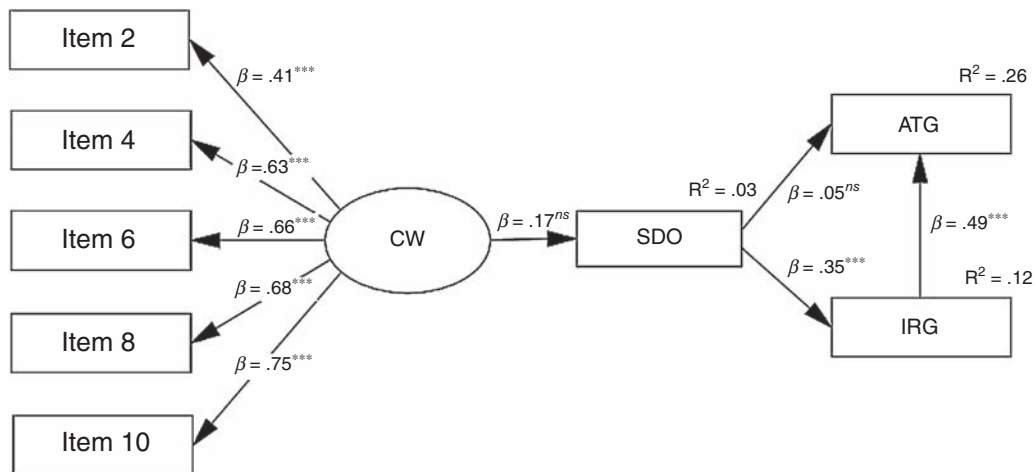 Item 2
β = .41***
Item 4
β =.63***
Item 6
β = .66***
Item 8
β = .68***
Item 10
β = .75***
CW
β = .17ns
R2 = .03
SDO
β = .05ns
β = .35***
R2 = .26
ATG
β = .49***
R2 = .12
IRG